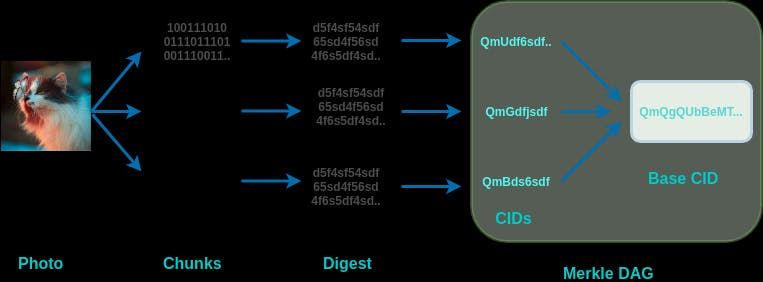 100111010
0111011101
001110011..
d5f4sf54sdf
65sd4f56sd
4f6s5df4sd..
QmUdf6sdf..
d5f4sf54sdf
65sd4f56sd
4f6s5df4sd..
QmGdfjsdf
QmQgQUbBeMT...
d5f4sf54sdf
65sd4f56sd
4f6s5df4sd..
QmBds6sdf
Base CID
CIDs
Photo
Chunks
Digest
Merkle DAG